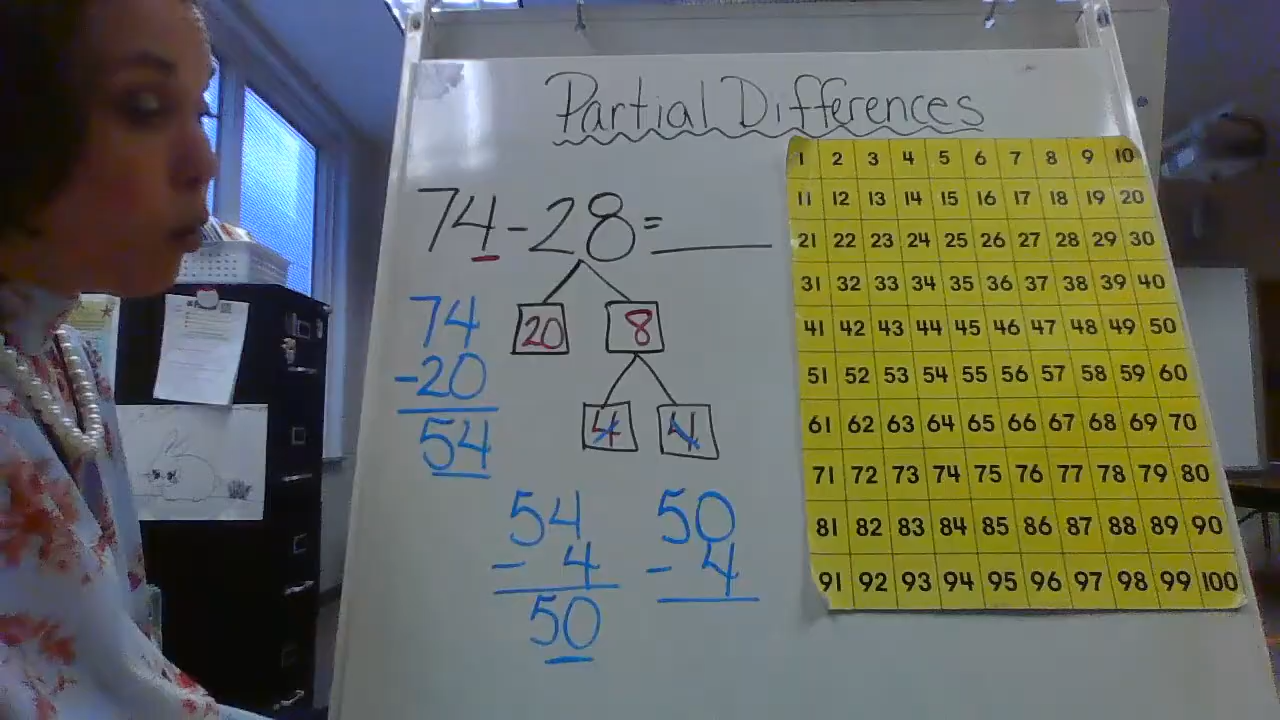 Partial Differences
74-28=
20 8
4 4
74
-20
54
54
- 4
50
50
- 4
1 2 3 4 5 6 7 8 9 10
11 12 13 14 15 16 17 18 19 20
21 22 23 24 25 26 27 28 29 30
31 32 33 34 35 36 37 38 39 40
41 42 43 44 45 46 47 48 49 50
51 52 53 54 55 56 57 58 59 60
61 62 63 64 65 66 67 68 69 70
71 72 73 74 75 76 77 78 79 80
81 82 83 84 85 86 87 88 89 90
91 92 93 94 95 96 97 98 99 100